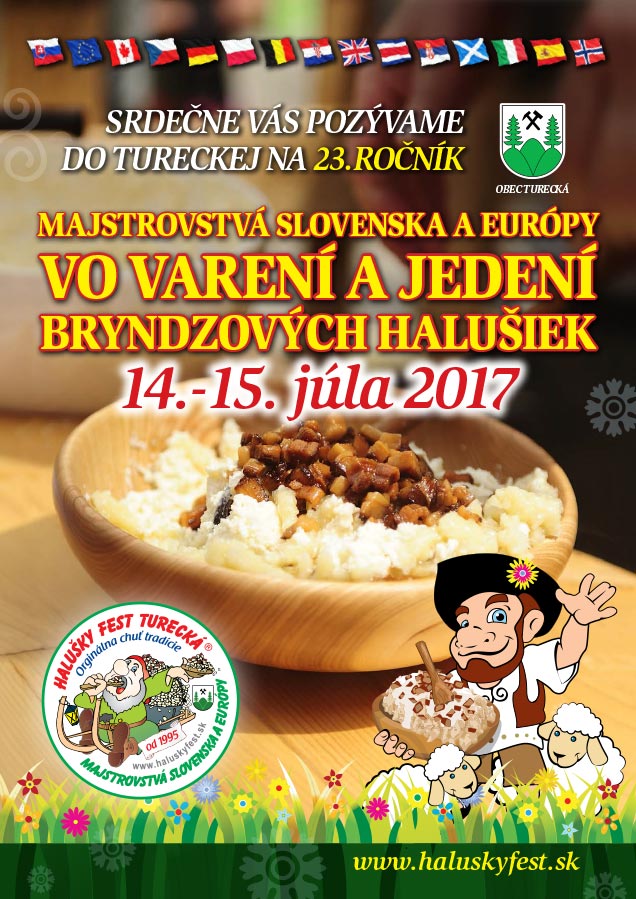 SRDEČNE VÁS POZÝVAME
DO TURECKEJ NA 23.ROČNÍK
OBEC TURECKÁ
MAJSTROVSTVÁ SLOVENSKA A EURÓPY
VO VARENÍ A JEDENÍ
BRYNDZOVÝCH HALUŠIEK
14.-15. júla 2017
HALUŠKY FEST TURECKÁ ®
Orginálna chuť tradície
od 1995
www.haluskyfest.sk
MAJSTROVSTVÁ SLOVENSKA A EURÓPY
www.haluskyfest.sk